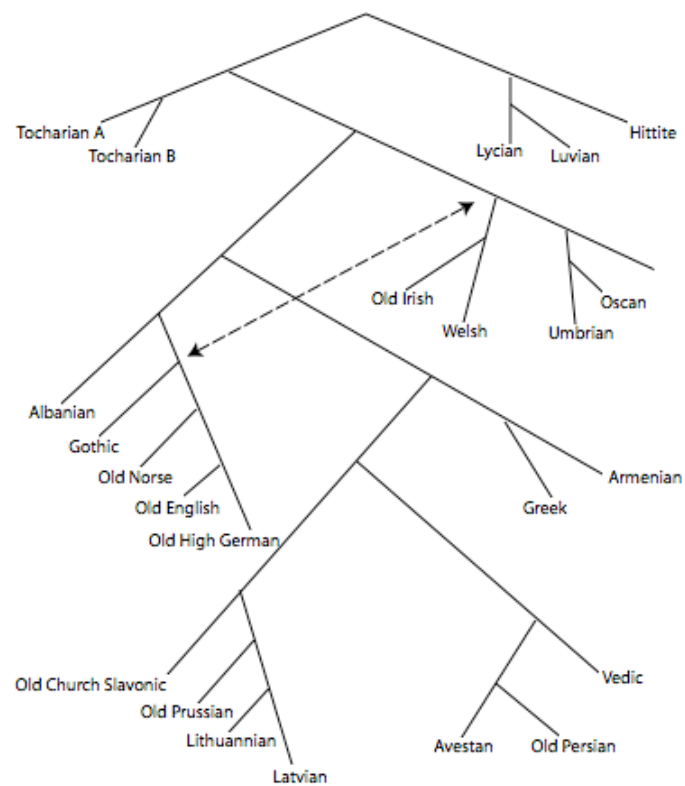 Tocharian A
Hittite
Tocharian B
Lycian
Luvian
Old Irish
Oscan
Welsh
Umbrian
Albanian
Gothic
Old Norse
Armenian
Old English
Greek
Old High German
Old Church Slavonic
Vedic
Old Prussian
Lithuannian
Avestan
Old Persian
Latvian